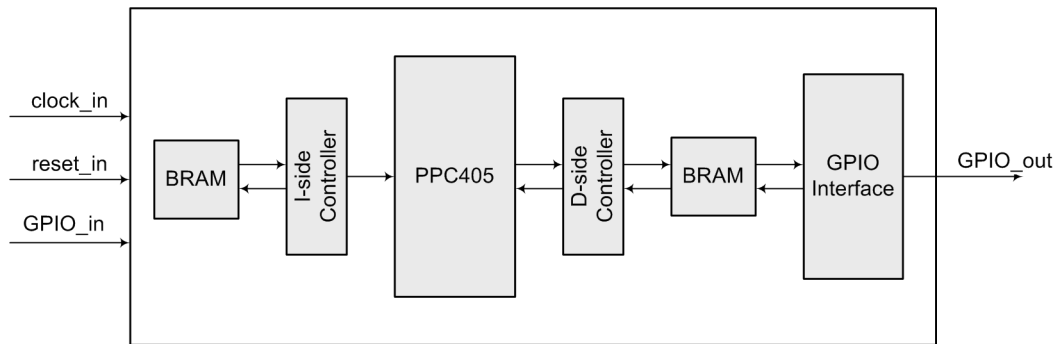 clock_in
reset_in
GPIO_in
BRAM
I-side
Controller
PPC405
D-side
Controller
BRAM
GPIO
Interface
GPIO_out